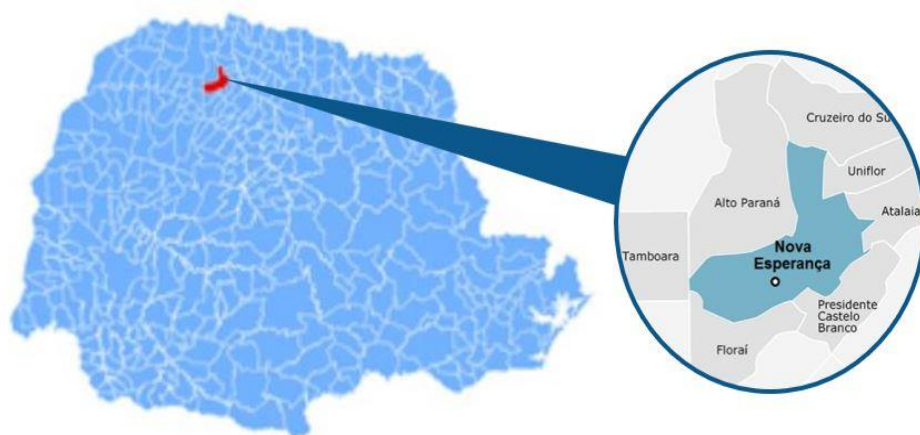 Cruzeiro do Su
Uniflor
Alto Paraná
Atalaia
Nova
Esperança
Tamboara
Presidente
Castelo
Branco
Floraí